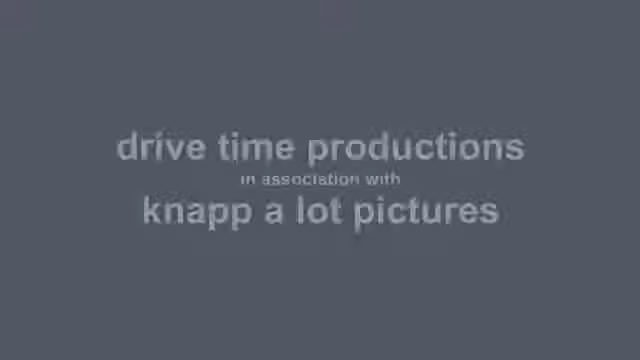 drive time productions
in association with
knapp a lot pictures